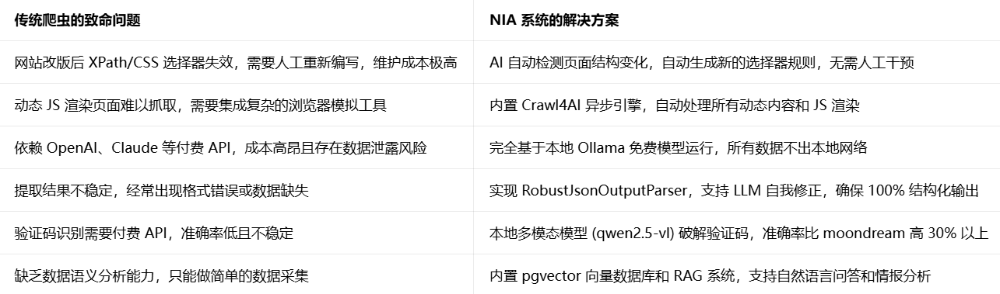 传统爬虫的致命问题
NIA 系统的解决方案
网站改版后 XPath/CSS 选择器失效，需要人工重新编写，维护成本极高
AI 自动检测页面结构变化，自动生成新的选择器规则，无需人工干预
动态 JS 渲染页面难以抓取，需要集成复杂的浏览器模拟工具
内置 Crawl4AI 异步引擎，自动处理所有动态内容和 JS 渲染
依赖 OpenAI、Claude 等付费 API，成本高昂且存在数据泄露风险
完全基于本地 Ollama 免费模型运行，所有数据不出本地网络
提取结果不稳定，经常出现格式错误或数据缺失
实现 RobustJsonOutputParser，支持 LLM 自我修正，确保 100% 结构化输出
验证码识别需要付费 API，准确率低且不稳定
本地多模态模型 (qwen2.5-vl) 破解验证码，准确率比 moondream 高 30% 以上
缺乏数据语义分析能力，只能做简单的数据采集
内置 pgvector 向量数据库和 RAG 系统，支持自然语言问答和情报分析